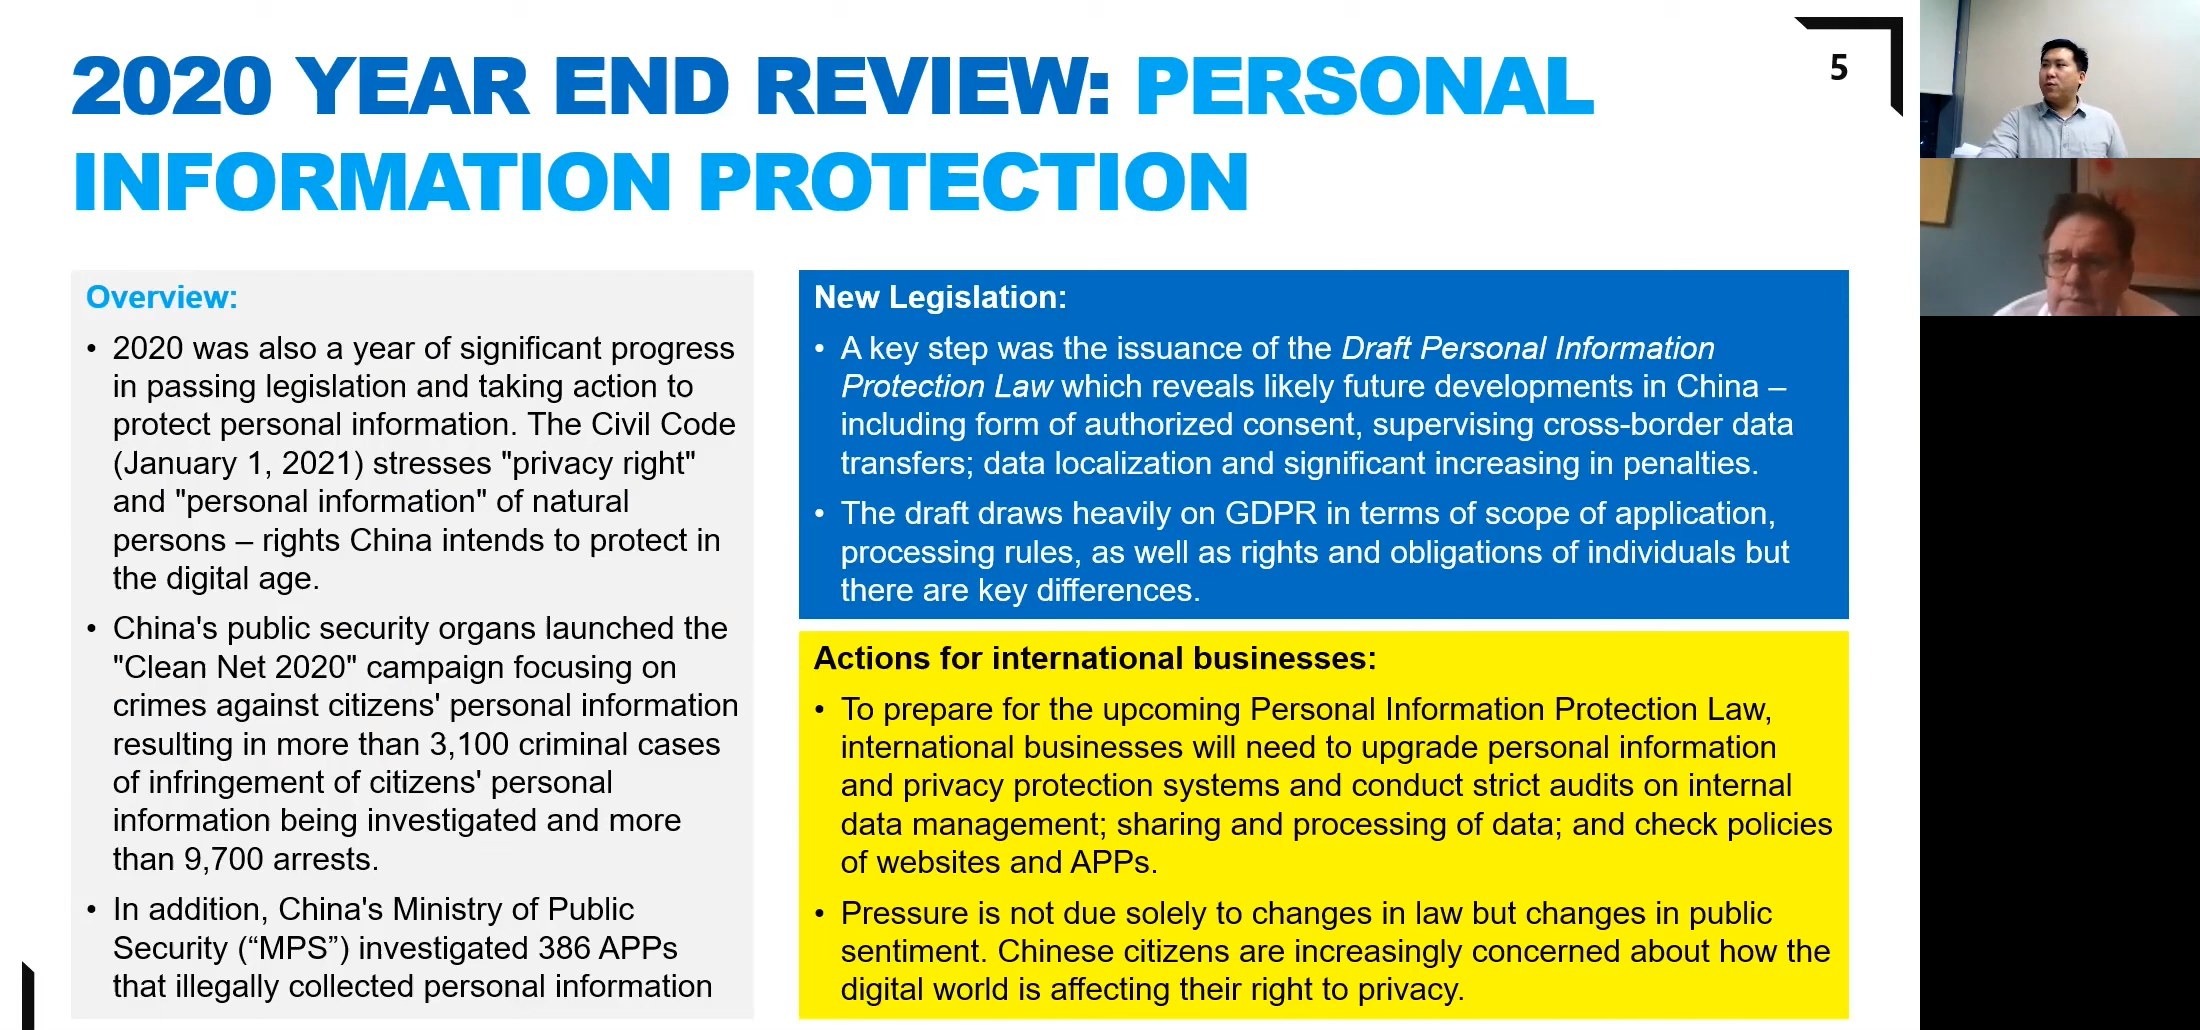 2020 YEAR END REVIEW: PERSONAL
INFORMATION PROTECTION
5
Overview:
• 2020 was also a year of significant progress
in passing legislation and taking action to
protect personal information. The Civil Code
(January 1, 2021) stresses "privacy right"
and "personal information" of natural
persons – rights China intends to protect in
the digital age.
• China's public security organs launched the
"Clean Net 2020" campaign focusing on
crimes against citizens' personal information
resulting in more than 3,100 criminal cases
of infringement of citizens' personal
information being investigated and more
than 9,700 arrests.
• In addition, China's Ministry of Public
Security (“MPS”) investigated 386 APPs
that illegally collected personal information
New Legislation:
• A key step was the issuance of the Draft Personal Information
Protection Law which reveals likely future developments in China –
including form of authorized consent, supervising cross-border data
transfers; data localization and significant increasing in penalties.
• The draft draws heavily on GDPR in terms of scope of application,
processing rules, as well as rights and obligations of individuals but
there are key differences.
Actions for international businesses:
• To prepare for the upcoming Personal Information Protection Law,
international businesses will need to upgrade personal information
and privacy protection systems and conduct strict audits on internal
data management; sharing and processing of data; and check policies
of websites and APPs.
• Pressure is not due solely to changes in law but changes in public
sentiment. Chinese citizens are increasingly concerned about how the
digital world is affecting their right to privacy.